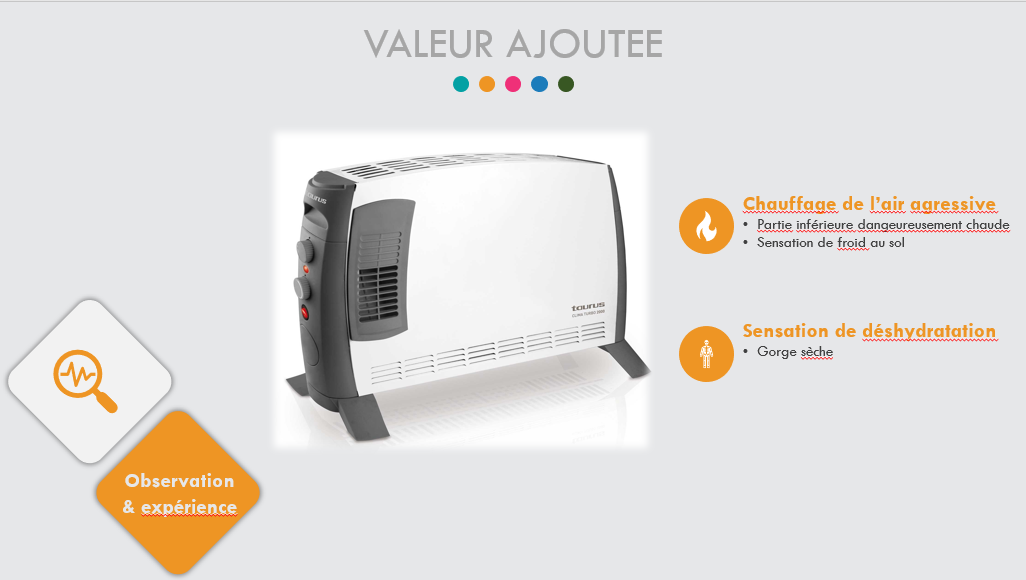 VALEUR AJOUTEE
Chauffage de l'air agressive
• Partie inférieure dangeureusement chaude
• Sensation de froid au sol
taurus
taurus
Sensation de déshydratation
• Gorge sèche
Observation
& expérience